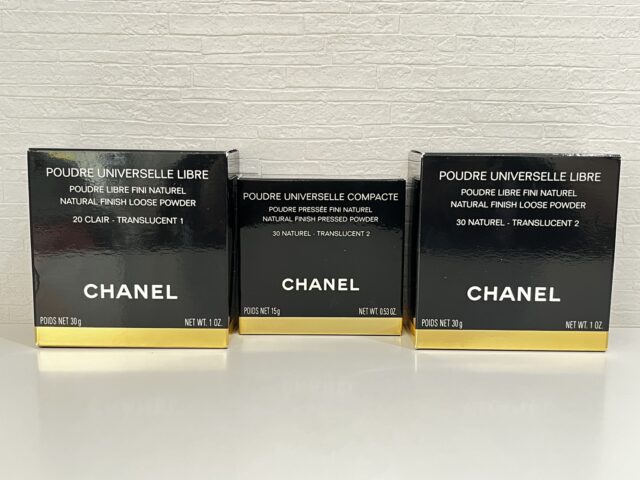 POUDRE UNIVERSELLE LIBRE
POUDRE LIBRE FINI NATUREL
NATURAL FINISH LOOSE POWDER
20 CLAIR - TRANSLUCENT 1
CHANEL
POIDS NET 30 g NET WT. 1 OZ.
POUDRE UNIVERSELLE COMPACTE
POUDRE PRESSÉE FINI NATUREL
NATURAL FINISH PRESSED POWDER
30 NATUREL - TRANSLUCENT 2
CHANEL
POIDS NET 15g NET WT. 0.53 OZ.
POUDRE UNIVERSELLE LIBRE
POUDRE LIBRE FINI NATUREL
NATURAL FINISH LOOSE POWDER
30 NATUREL - TRANSLUCENT 2
CHANEL
POIDS NET 30 g NET WT. 1 OZ.